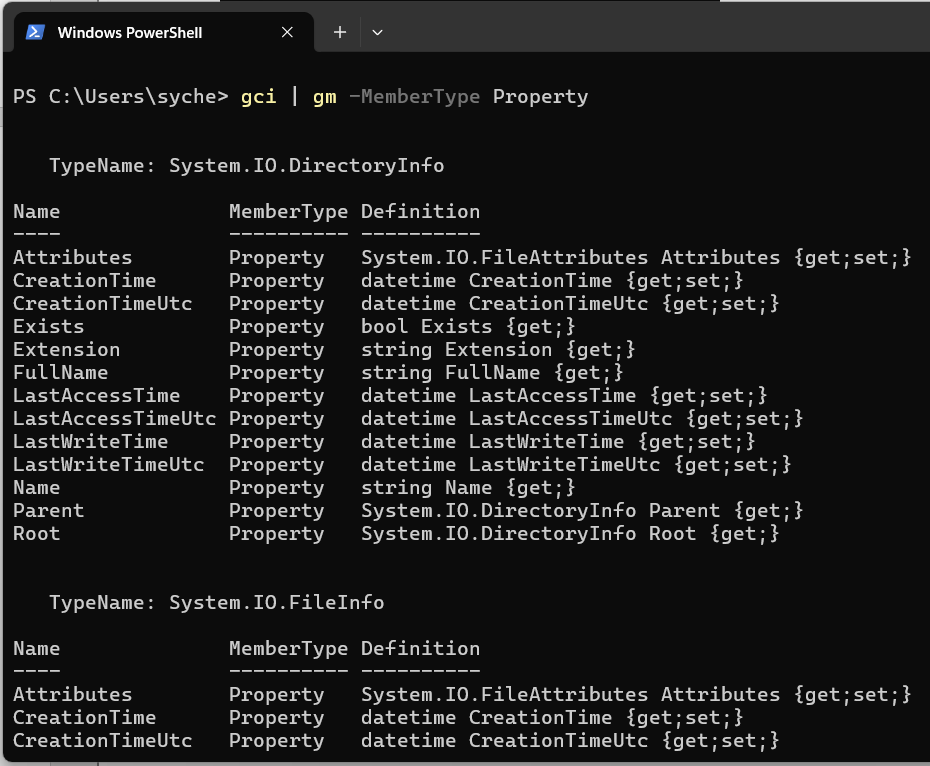 Windows PowerShell
PS C:\Users\syche> gci | gm -MemberType Property
TypeName: System.IO.DirectoryInfo
Name MemberType Definition
---- ---------- ----------
Attributes Property System.IO.FileAttributes Attributes {get;set;}
CreationTime Property datetime CreationTime {get;set;}
CreationTimeUtc Property datetime CreationTimeUtc {get;set;}
Exists Property bool Exists {get;}
Extension Property string Extension {get;}
FullName Property string FullName {get;}
LastAccessTime Property datetime LastAccessTime {get;set;}
LastAccessTimeUtc Property datetime LastAccessTimeUtc {get;set;}
LastWriteTime Property datetime LastWriteTime {get;set;}
LastWriteTimeUtc Property datetime LastWriteTimeUtc {get;set;}
Name Property string Name {get;}
Parent Property System.IO.DirectoryInfo Parent {get;}
Root Property System.IO.DirectoryInfo Root {get;}
TypeName: System.IO.FileInfo
Name MemberType Definition
---- ---------- ----------
Attributes Property System.IO.FileAttributes Attributes {get;set;}
CreationTime Property datetime CreationTime {get;set;}
CreationTimeUtc Property datetime CreationTimeUtc {get;set;}